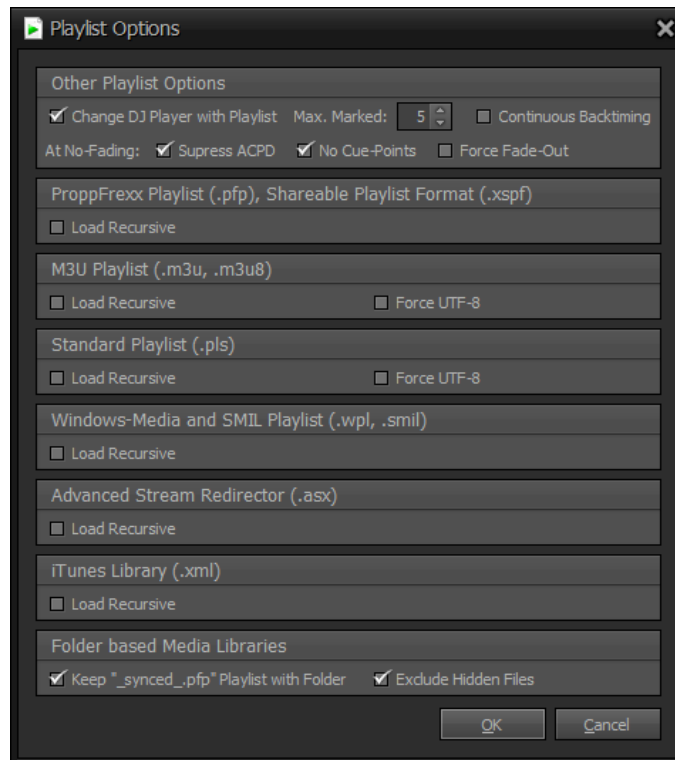 Playlist Options
Other Playlist Options
Change DJ Player with Playlist Max. Marked: 5 Continuous Backtiming
At No-Fading: Supress ACPD No Cue-Points Force Fade-Out
ProppFrexx Playlist (.pfp), Shareable Playlist Format (.xspf)
Load Recursive
M3U Playlist (.m3u, .m3u8)
Load Recursive Force UTF-8
Standard Playlist (.pls)
Load Recursive Force UTF-8
Windows-Media and SMIL Playlist (.wpl, .smil)
Load Recursive
Advanced Stream Redirector (.asx)
Load Recursive
iTunes Library (.xml)
Load Recursive
Folder based Media Libraries
Keep "_synced_.pfp" Playlist with Folder Exclude Hidden Files
OK Cancel